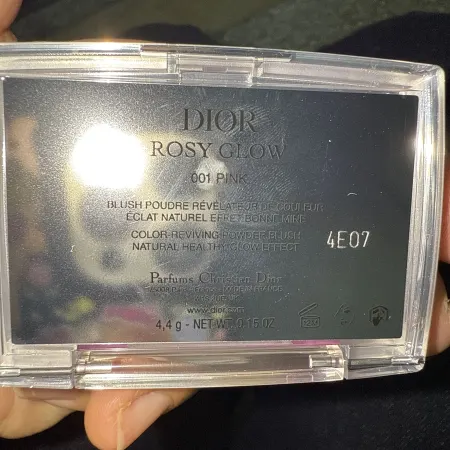 DIOR
ROSY GLOW
001 PINK
BLUSH POUDRE RÉVÉLATEUR DE COULEUR
ÉCLAT NATUREL EFFET BONNE MINE
COLOR-REVIVING POWDER BLUSH
NATURAL HEALTHY GLOW EFFECT
4E07
Parfums Christian Dior
www.dior.com
4,4 g - NET WT 0.15 OZ